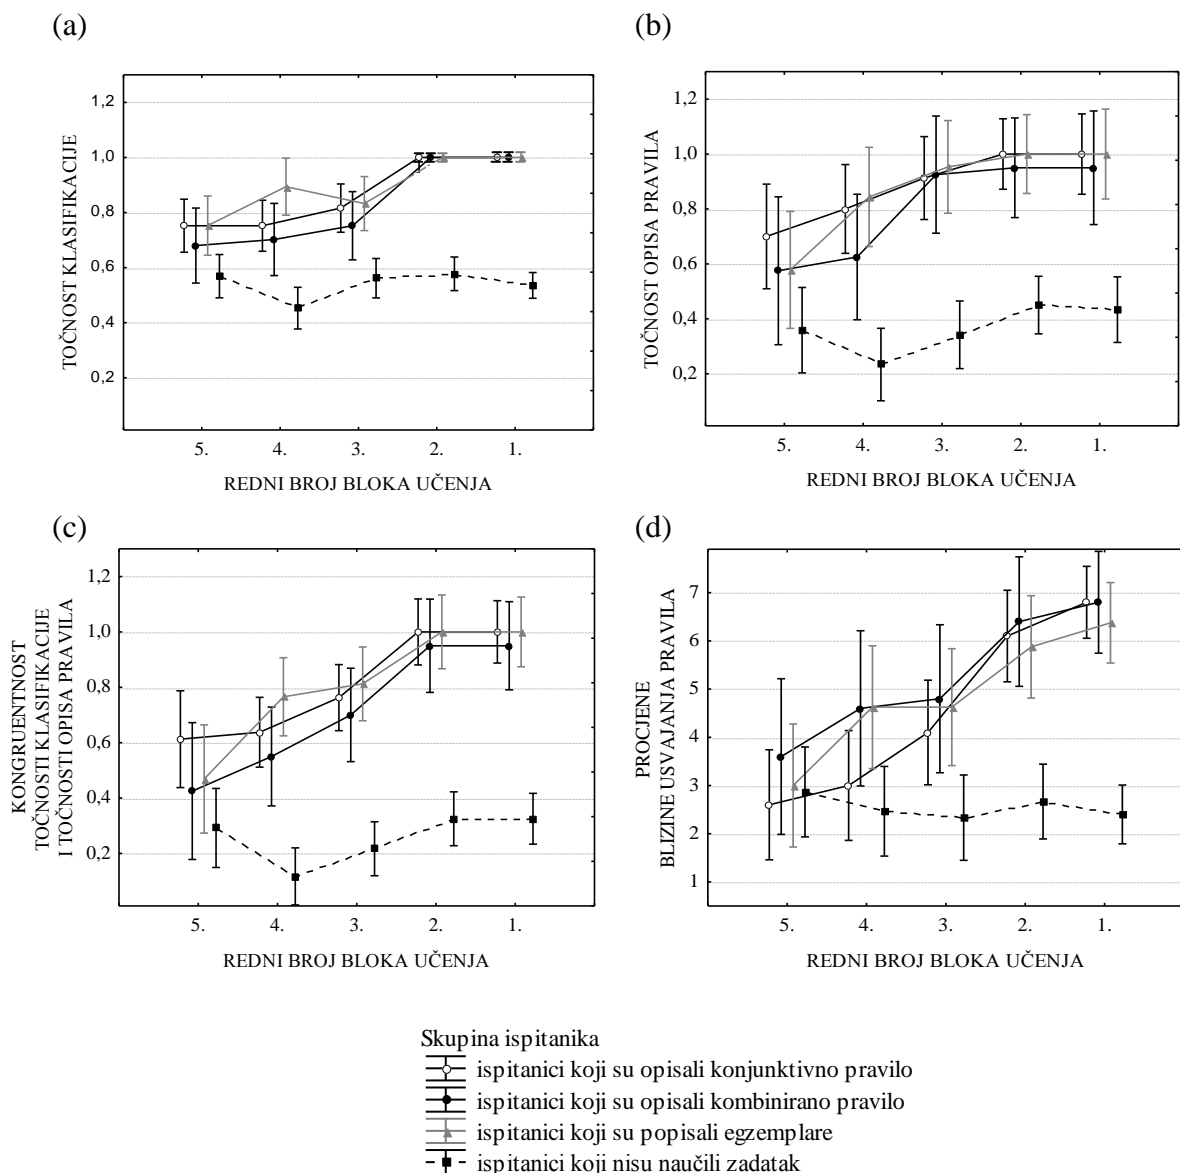 (a)
TOČNOST KLASIFIKACIJE
1,2
1,0
0,8
0,6
0,4
0,2
5. 4. 3. 2. 1.
REDNI BROJ BLOKA UČENJA
(b)
TOČNOST OPISA PRAVILA
1,2
1,0
0,8
0,6
0,4
0,2
5. 4. 3. 2. 1.
REDNI BROJ BLOKA UČENJA
(c)
KONGRUENTNOST
TOČNOSTI KLASIFIKACIJE
I TOČNOSTI OPISA PRAVILA
1,2
1,0
0,8
0,6
0,4
0,2
5. 4. 3. 2. 1.
REDNI BROJ BLOKA UČENJA
(d)
PROCJENE
BLIZINE USVAJANJA PRAVILA
7
6
5
4
3
2
1
5. 4. 3. 2. 1.
REDNI BROJ BLOKA UČENJA
Skupina ispitanika
ispitanici koji su opisali konjunktivno pravilo
ispitanici koji su opisali kombinirano pravilo
ispitanici koji su popisali egzemplare
ispitanici koji nisu naučili zadatak